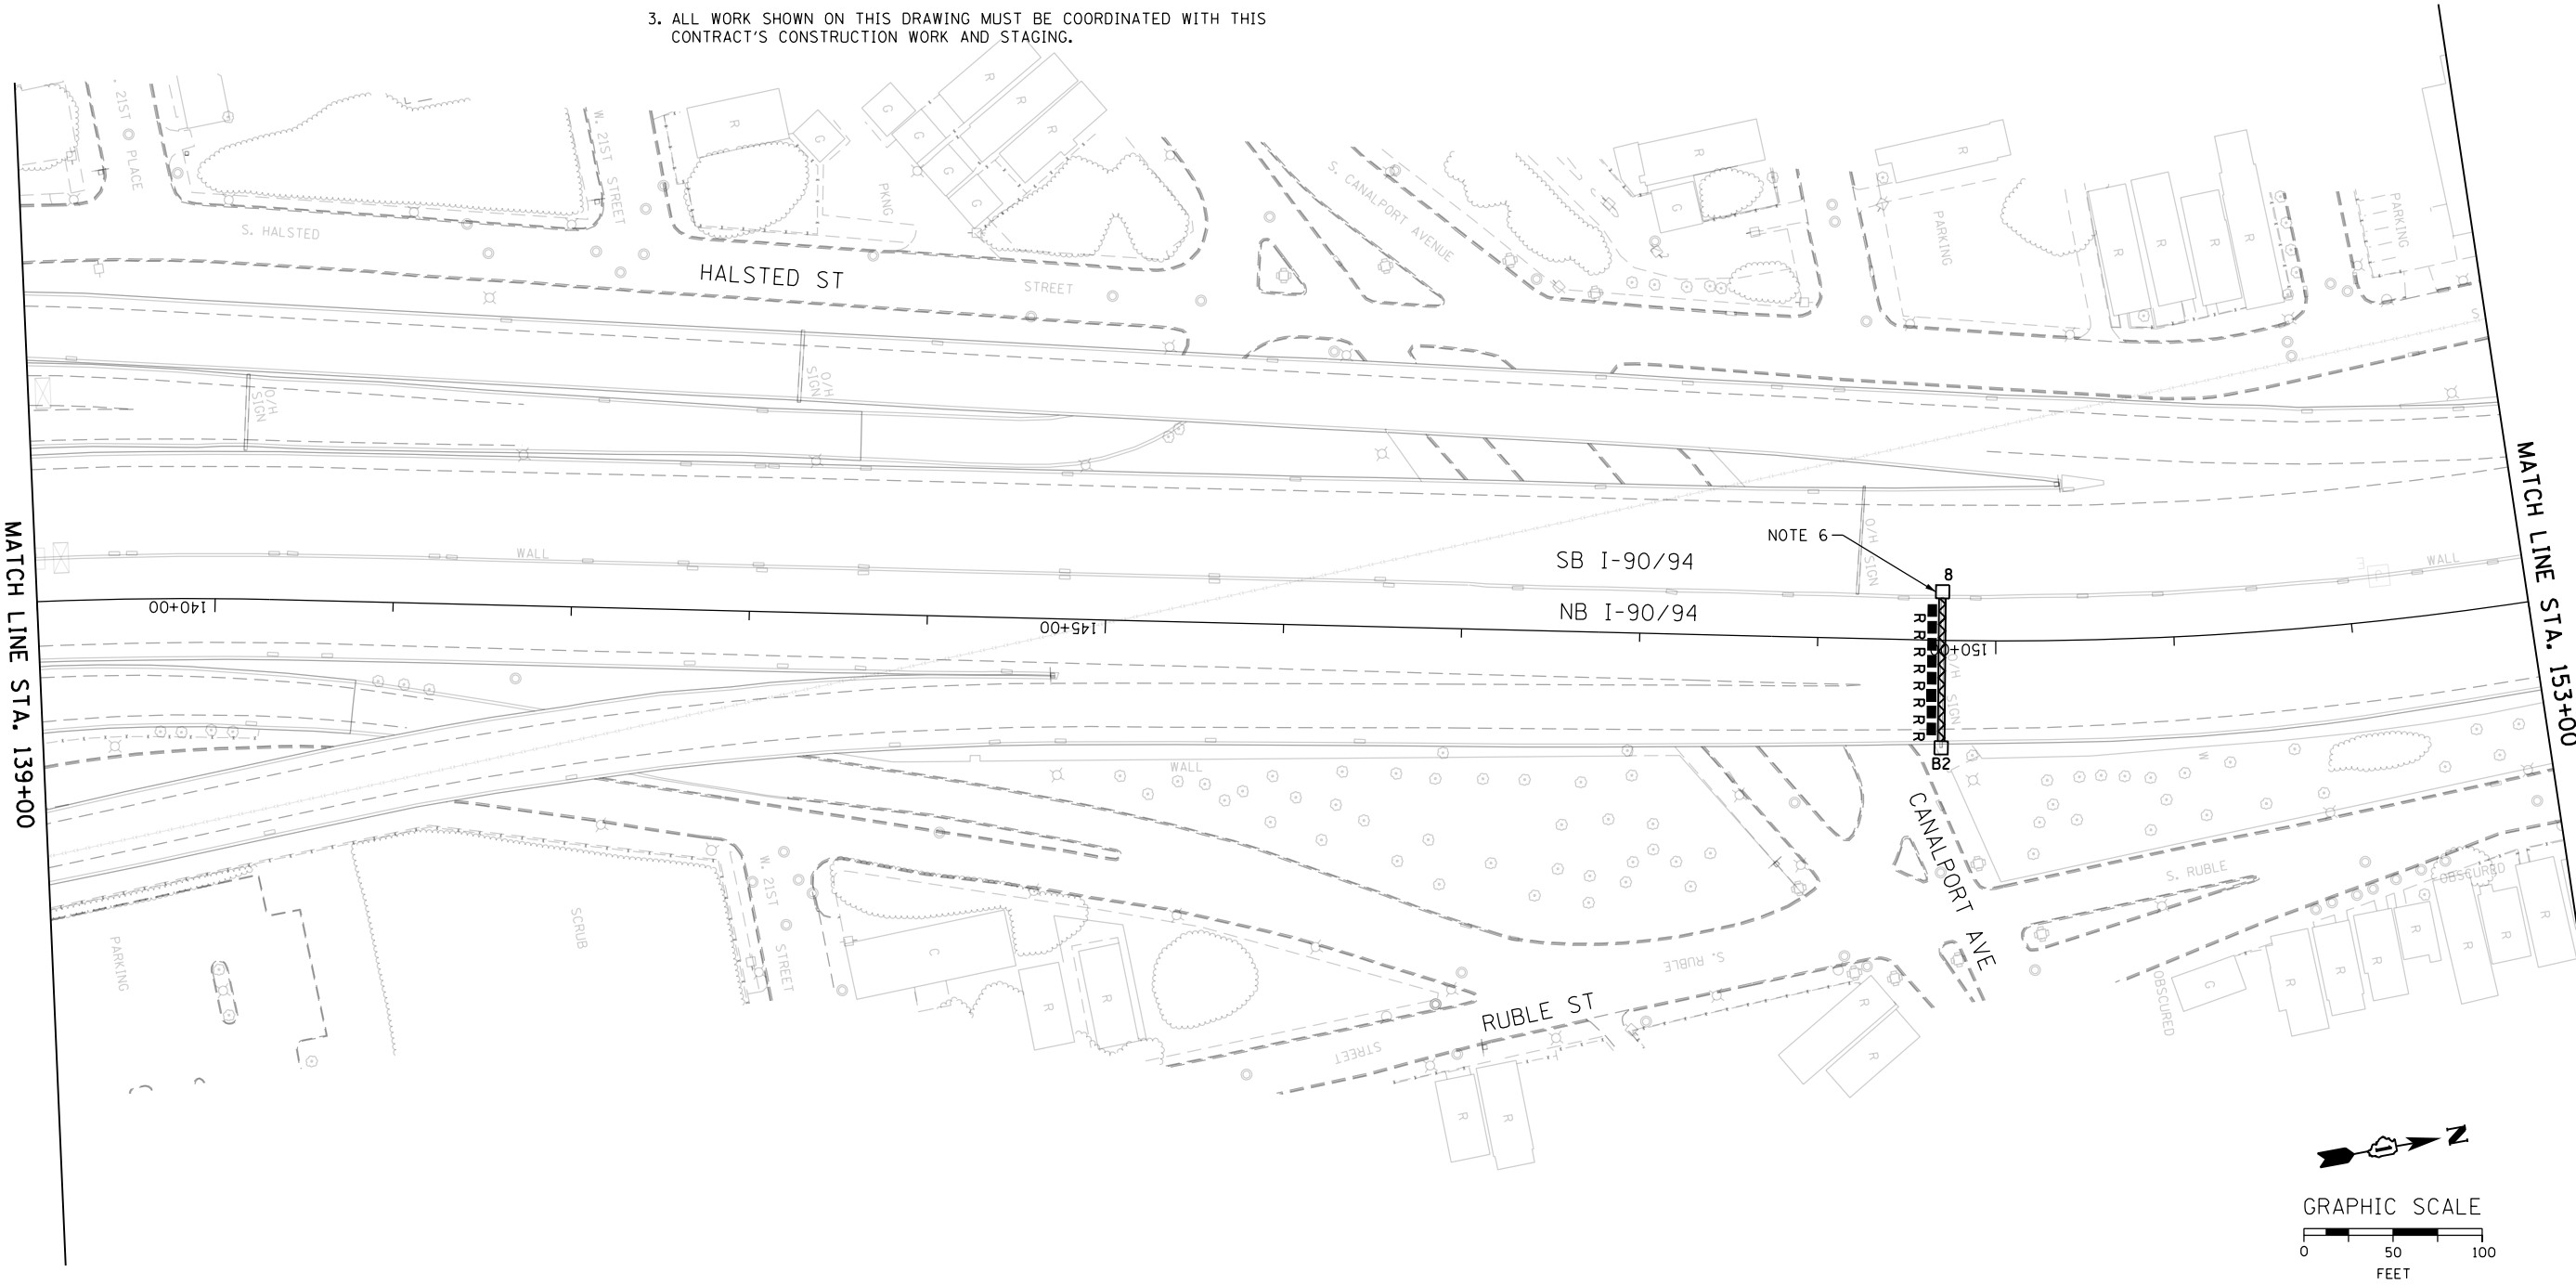 3. ALL WORK SHOWN ON THIS DRAWING MUST BE COORDINATED WITH THIS
CONTRACT'S CONSTRUCTION WORK AND STAGING.
21ST PLACE
W. 21ST STREET
S. HALSTED
HALSTED ST
STREET
R
G
PKNG
G
G
G
G
R
R
R
S. CANALPORT AVENUE
R
G
R
PARKING
R
R
R
R
PARKING
S
O/H
SIGN
O/H
SIGN
WALL
SB I-90/94
NB I-90/94
NOTE 6
O/H SIGN
8
R R R R R R R R
B2
O/H SIGN
WALL
E
MATCH LINE STA. 139+00
MATCH LINE STA. 153+00
140+00
145+00
150+00
WALL
W
CANALPORT AVE
W. 21ST
STREET
SCRUB
PARKING
C
R
R
S. RUBLE
RUBLE ST
STREET
R
R
R
R
S. RUBLE
OBSCURED
OBSCURED
G
R
R
R
R
R
R
R
N
GRAPHIC SCALE
0 50 100
FEET